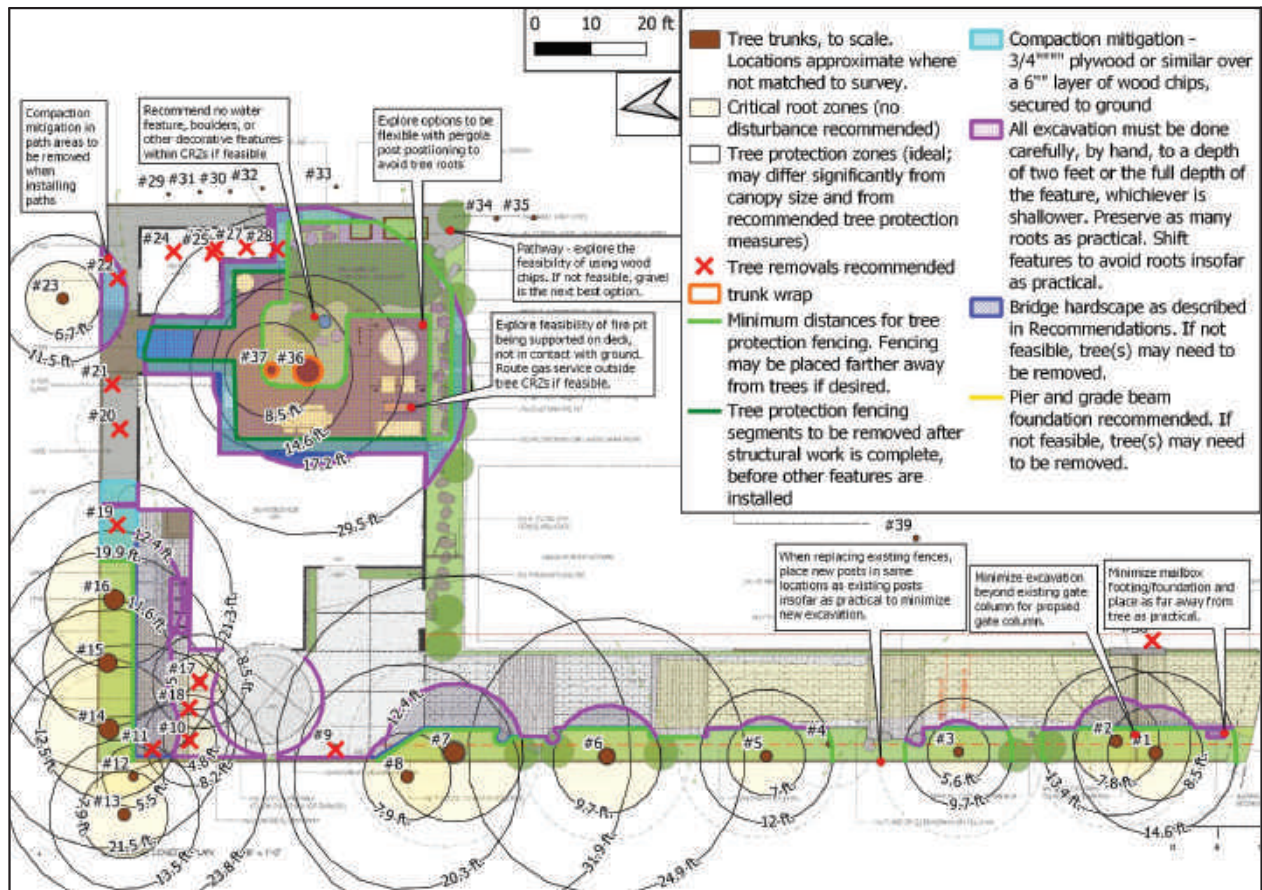 0 10 20 ft
Tree trunks, to scale.
Locations approximate where
not matched to survey.
Critical root zones (no
disturbance recommended)
Tree protection zones (ideal;
may differ significantly from
canopy size and from
recommended tree protection
measures)
Tree removals recommended
trunk wrap
Minimum distances for tree
protection fencing. Fencing
may be placed farther away
from trees if desired.
Tree protection fencing
segments to be removed after
structural work is complete,
before other features are
installed
Compaction mitigation -
3/4"""" plywood or similar over
a 6"" layer of wood chips,
secured to ground
All excavation must be done
carefully, by hand, to a depth
of two feet or the full depth of
the feature, whichiever is
shallower. Preserve as many
roots as practical. Shift
features to avoid roots insofar
as practical.
Bridge hardscape as described
in Recommendations. If not
feasible, tree(s) may need to
be removed.
Pier and grade beam
foundation recommended. If
not feasible, tree(s) may need
to be removed.
Compaction
mitigation in
path areas to
be removed
when
installing
paths
Recommend no water
feature, boulders, or
other decorative features
within CRZs if feasible
Explore options to be
flexible with pergola
post postiioning to
avoid tree roots
#29 #31 #30 #32 #33
#34 #35
Pathway - explore the
feasibility of using wood
chips. If not feasible, gravel
is the next best option.
#24 #25 #27 #28
#22
#23
6.7 ft.
11.5 ft.
Explore feasibility of fire pit
being supported on deck,
not in contact with ground.
Route gas service outside
tree CRZs if feasible.
#37 #36
8.5 ft.
14.6 ft.
17.2 ft.
29.5 ft.
#21
#20
#19
12.4 ft.
19.9 ft.
#16
11.6 ft.
21.3 ft.
#15
#17
8.5 ft.
#18
#14
#10
#11
#9
12.5 ft.
4.8 ft.
8.2 ft.
#12
5.5 ft.
#13
21.5 ft.
13.5 ft.
23.8 ft.
#39
When replacing existing fences,
place new posts in same
locations as existing posts
insofar as practical to minimize
new excavation.
Minimize excavation
beyond existing gate
column for propsed
gate column.
Minimize mailbox
footing/foundation and
place as far away from
tree as practical.
12.4 ft.
#8
7.9 ft.
#7
20.3 ft.
#6
9.7 ft.
31.9 ft.
24.9 ft.
#5
7 ft.
12 ft.
#4
#3
5.6 ft.
9.7 ft.
#2
#1
7.8 ft.
8.5 ft.
13.4 ft.
14.6 ft.